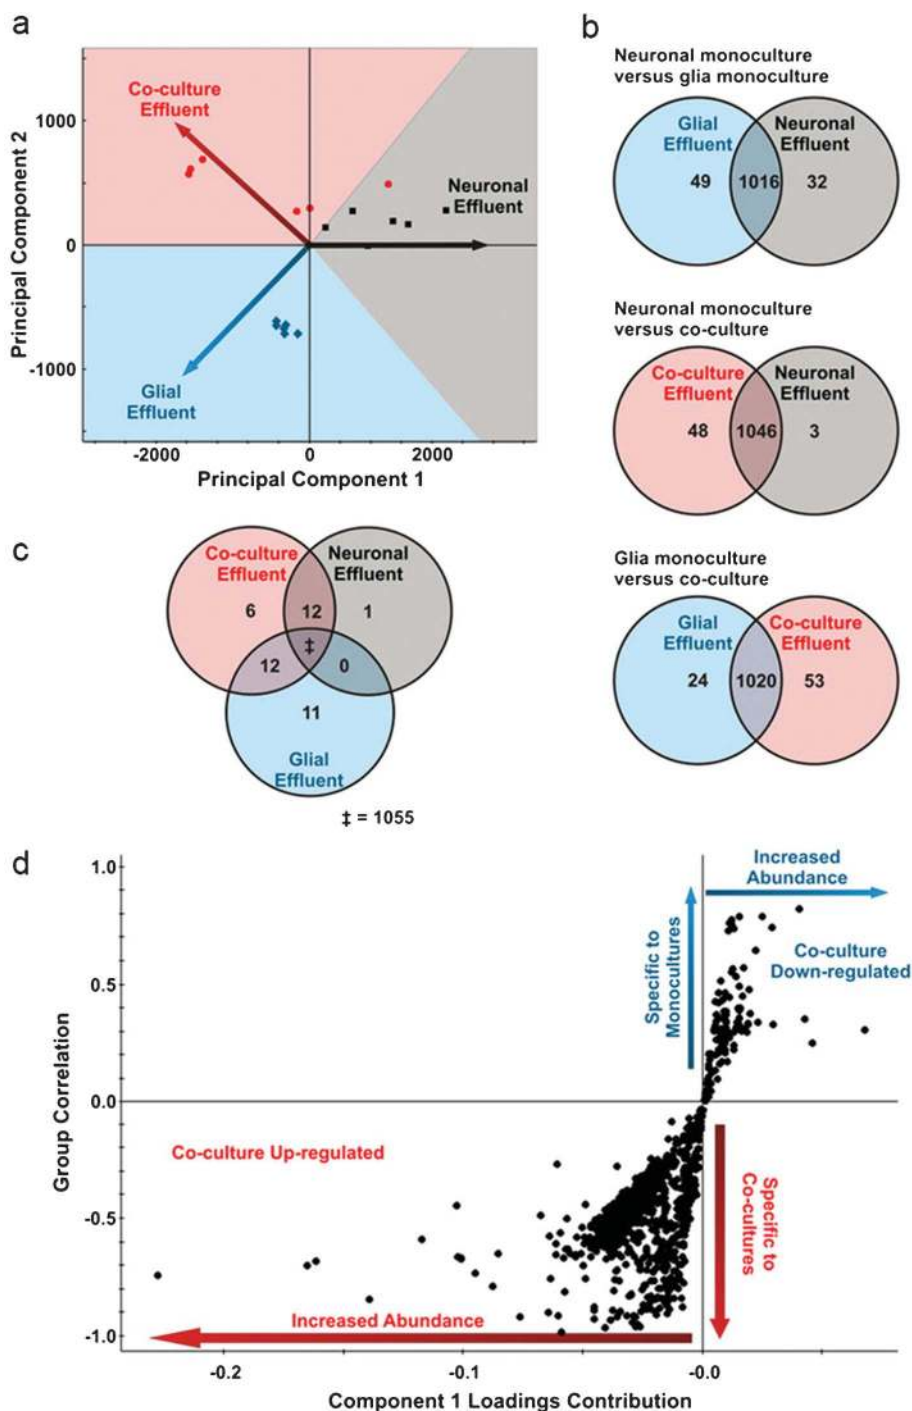 a
Co-culture
Effluent
Neuronal
Effluent
Glial
Effluent
1000
0
-1000
Principal Component 2
-2000
0
2000
Principal Component 1
b
Neuronal monoculture
versus glia monoculture
Glial
Effluent
Neuronal
Effluent
49
1016
32
Neuronal monoculture
versus co-culture
Co-culture
Effluent
Neuronal
Effluent
48
1046
3
Glia monoculture
versus co-culture
Glial
Effluent
Co-culture
Effluent
24
1020
53
c
Co-culture
Effluent
Neuronal
Effluent
6
12
1
‡
12
0
11
Glial
Effluent
‡ = 1055
d
1.0
0.5
0.0
-0.5
-1.0
Group Correlation
Increased
Abundance
Specific to
Monocultures
Co-culture
Down-regulated
Co-culture Up-regulated
Specific to
Co-cultures
Increased Abundance
-0.2
-0.1
-0.0
Component 1 Loadings Contribution